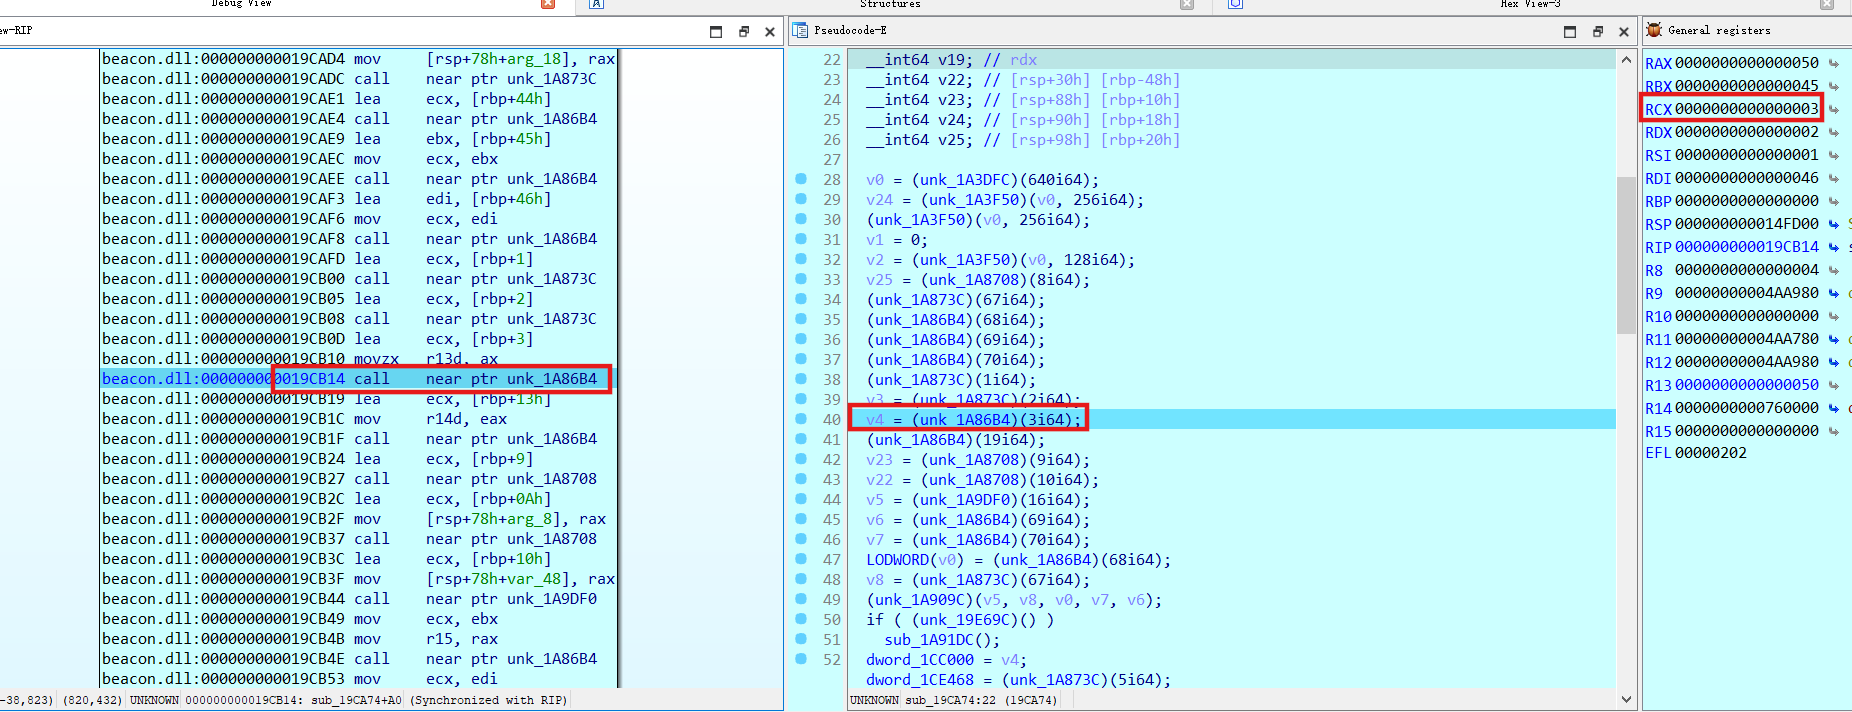 Debug View
Structures
Hex View-3
ew-RIP
Pseudocode-E
General registers
beacon.dll:000000000019CAD4 mov [rsp+78h+arg_18], rax
beacon.dll:000000000019CADC call near ptr unk_1A873C
beacon.dll:000000000019CAE1 lea ecx, [rbp+44h]
beacon.dll:000000000019CAE4 call near ptr unk_1A86B4
beacon.dll:000000000019CAE9 lea ebx, [rbp+45h]
beacon.dll:000000000019CAEC mov ecx, ebx
beacon.dll:000000000019CAEE call near ptr unk_1A86B4
beacon.dll:000000000019CAF3 lea edi, [rbp+46h]
beacon.dll:000000000019CAF6 mov ecx, edi
beacon.dll:000000000019CAF8 call near ptr unk_1A86B4
beacon.dll:000000000019CAFD lea ecx, [rbp+1]
beacon.dll:000000000019CB00 call near ptr unk_1A873C
beacon.dll:000000000019CB05 lea ecx, [rbp+2]
beacon.dll:000000000019CB08 call near ptr unk_1A873C
beacon.dll:000000000019CB0D lea ecx, [rbp+3]
beacon.dll:000000000019CB10 movzx r13d, ax
beacon.dll:000000000019CB14 call near ptr unk_1A86B4
beacon.dll:000000000019CB19 lea ecx, [rbp+13h]
beacon.dll:000000000019CB1C mov r14d, eax
beacon.dll:000000000019CB1F call near ptr unk_1A86B4
beacon.dll:000000000019CB24 lea ecx, [rbp+9]
beacon.dll:000000000019CB27 call near ptr unk_1A8708
beacon.dll:000000000019CB2C lea ecx, [rbp+0Ah]
beacon.dll:000000000019CB2F mov [rsp+78h+arg_8], rax
beacon.dll:000000000019CB37 call near ptr unk_1A8708
beacon.dll:000000000019CB3C lea ecx, [rbp+10h]
beacon.dll:000000000019CB3F mov [rsp+78h+var_48], rax
beacon.dll:000000000019CB44 call near ptr unk_1A9DF0
beacon.dll:000000000019CB49 mov ecx, ebx
beacon.dll:000000000019CB4B mov r15, rax
beacon.dll:000000000019CB4E call near ptr unk_1A86B4
beacon.dll:000000000019CB53 mov ecx, edi
-38,823) (820,432) UNKNOWN 000000000019CB14: sub_19CA74+A0 (Synchronized with RIP)
22 __int64 v19; // rdx
23 __int64 v22; // [rsp+30h] [rbp-48h]
24 __int64 v23; // [rsp+88h] [rbp+10h]
25 __int64 v24; // [rsp+90h] [rbp+18h]
26 __int64 v25; // [rsp+98h] [rbp+20h]
27
28 v0 = (unk_1A3DFC)(640i64);
29 v24 = (unk_1A3F50)(v0, 256i64);
30 (unk_1A3F50)(v0, 256i64);
31 v1 = 0;
32 v2 = (unk_1A3F50)(v0, 128i64);
33 v25 = (unk_1A8708)(8i64);
34 (unk_1A873C)(67i64);
35 (unk_1A86B4)(68i64);
36 (unk_1A86B4)(69i64);
37 (unk_1A86B4)(70i64);
38 (unk_1A873C)(1i64);
39 v3 = (unk_1A873C)(2i64);
40 v4 = (unk_1A86B4)(3i64);
41 (unk_1A86B4)(19i64);
42 v23 = (unk_1A8708)(9i64);
43 v22 = (unk_1A8708)(10i64);
44 v5 = (unk_1A9DF0)(16i64);
45 v6 = (unk_1A86B4)(69i64);
46 v7 = (unk_1A86B4)(70i64);
47 LODWORD(v0) = (unk_1A86B4)(68i64);
48 v8 = (unk_1A873C)(67i64);
49 (unk_1A909C)(v5, v8, v0, v7, v6);
50 if ( (unk_19E69C)() )
51 sub_1A91DC();
52 dword_1CC000 = v4;
dword_1CE468 = (unk_1A873C)(5i64);
UNKNOWN sub_19CA74:22 (19CA74)
RAX 0000000000000050
RBX 0000000000000045
RCX 0000000000000003
RDX 0000000000000002
RSI 0000000000000001
RDI 0000000000000046
RBP 0000000000000000
RSP 000000000014FD00
RIP 000000000019CB14
R8 0000000000000004
R9 00000000004AA980
R10 0000000000000000
R11 00000000004AA780
R12 00000000004AA980
R13 0000000000000050
R14 0000000000760000
R15 0000000000000000
EFL 00000202